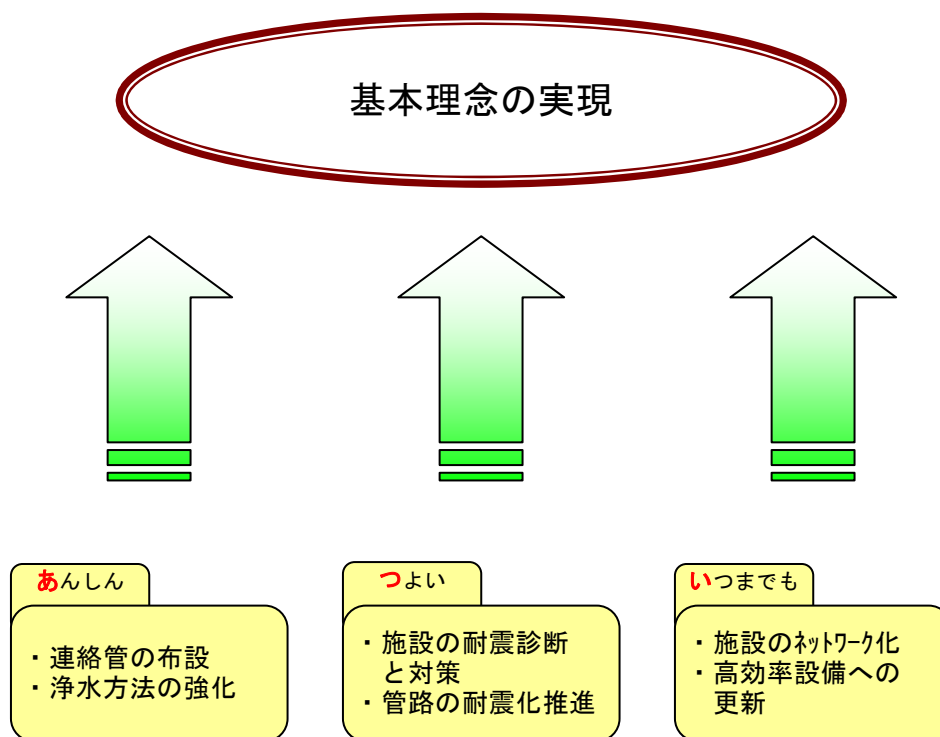 基本理念の実現
あんしん
・連絡管の布設
・浄水方法の強化
つよい
・施設の耐震診断
と対策
・管路の耐震化推進
いつまでも
・施設のﾈｯﾄﾜｰｸ化
・高効率設備への
更新